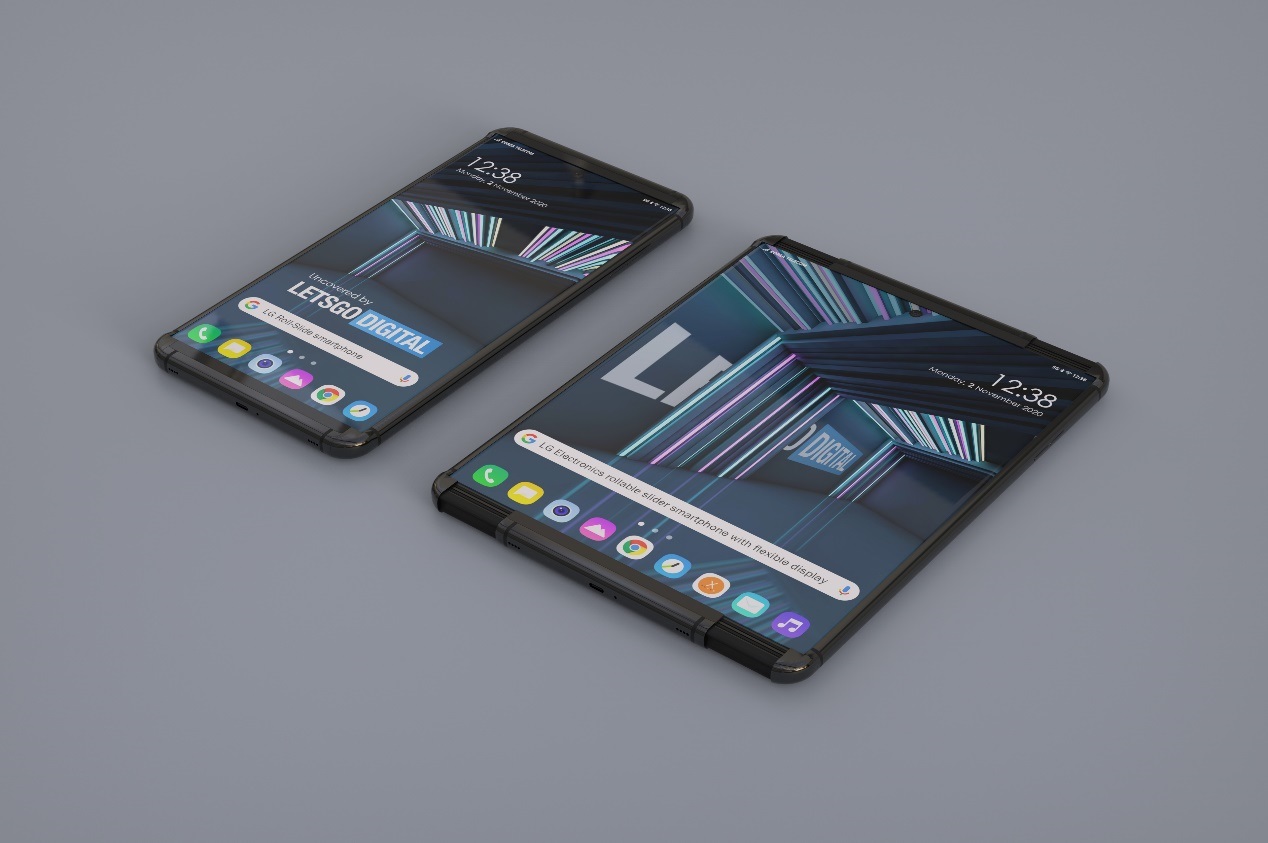 12:38
Monday, 2 November 2020
Uncovered by
LETSGO DIGITAL
LG Roll-Slide smartphone
12:38
Monday, 2 November 2020
DIGITAL
LG Electronics rollable slider smartphone with flexible display